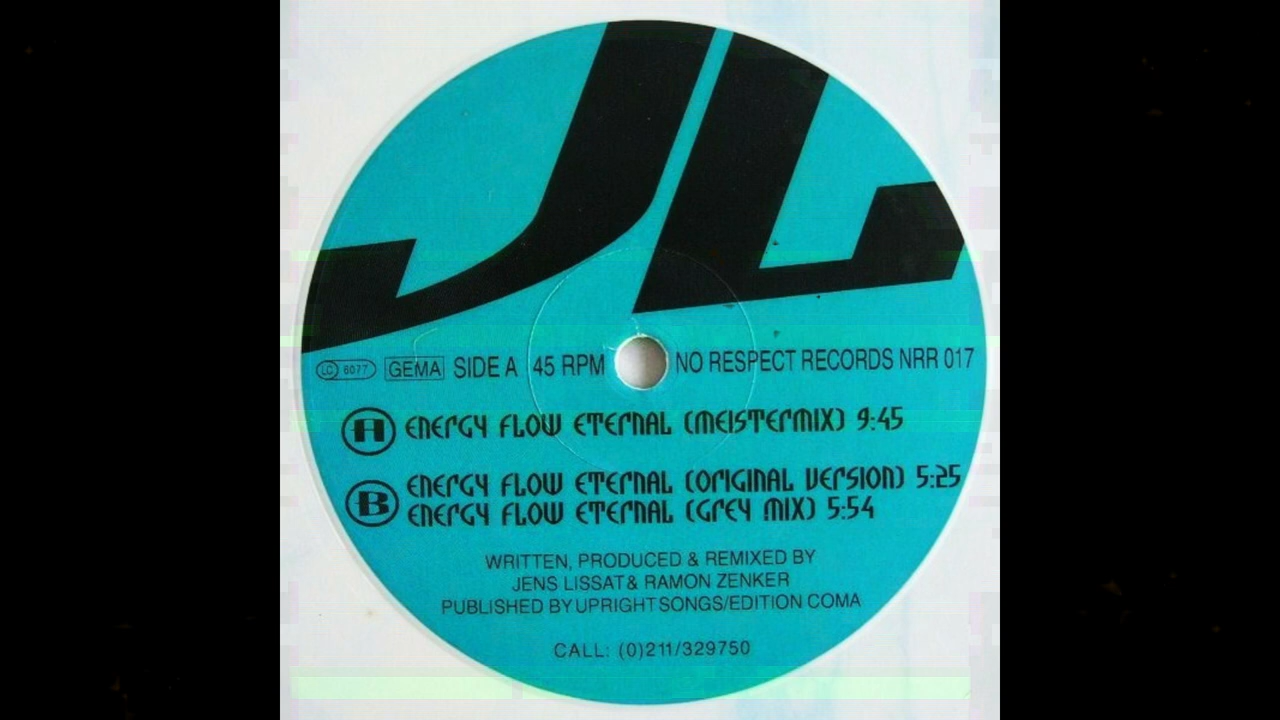 JL
LC 6077 GEMA SIDE A 45 RPM NO RESPECT RECORDS NRR 017
A ENERGY FLOW ETERNAL (MEISTERMIX) 9:45
B ENERGY FLOW ETERNAL (ORIGINAL VERSION) 5:25
ENERGY FLOW ETERNAL (GREY MIX) 5:54
WRITTEN, PRODUCED & REMIXED BY
JENS LISSAT & RAMON ZENKER
PUBLISHED BY UPRIGHT SONGS/EDITION COMA
CALL: (0)211/329750